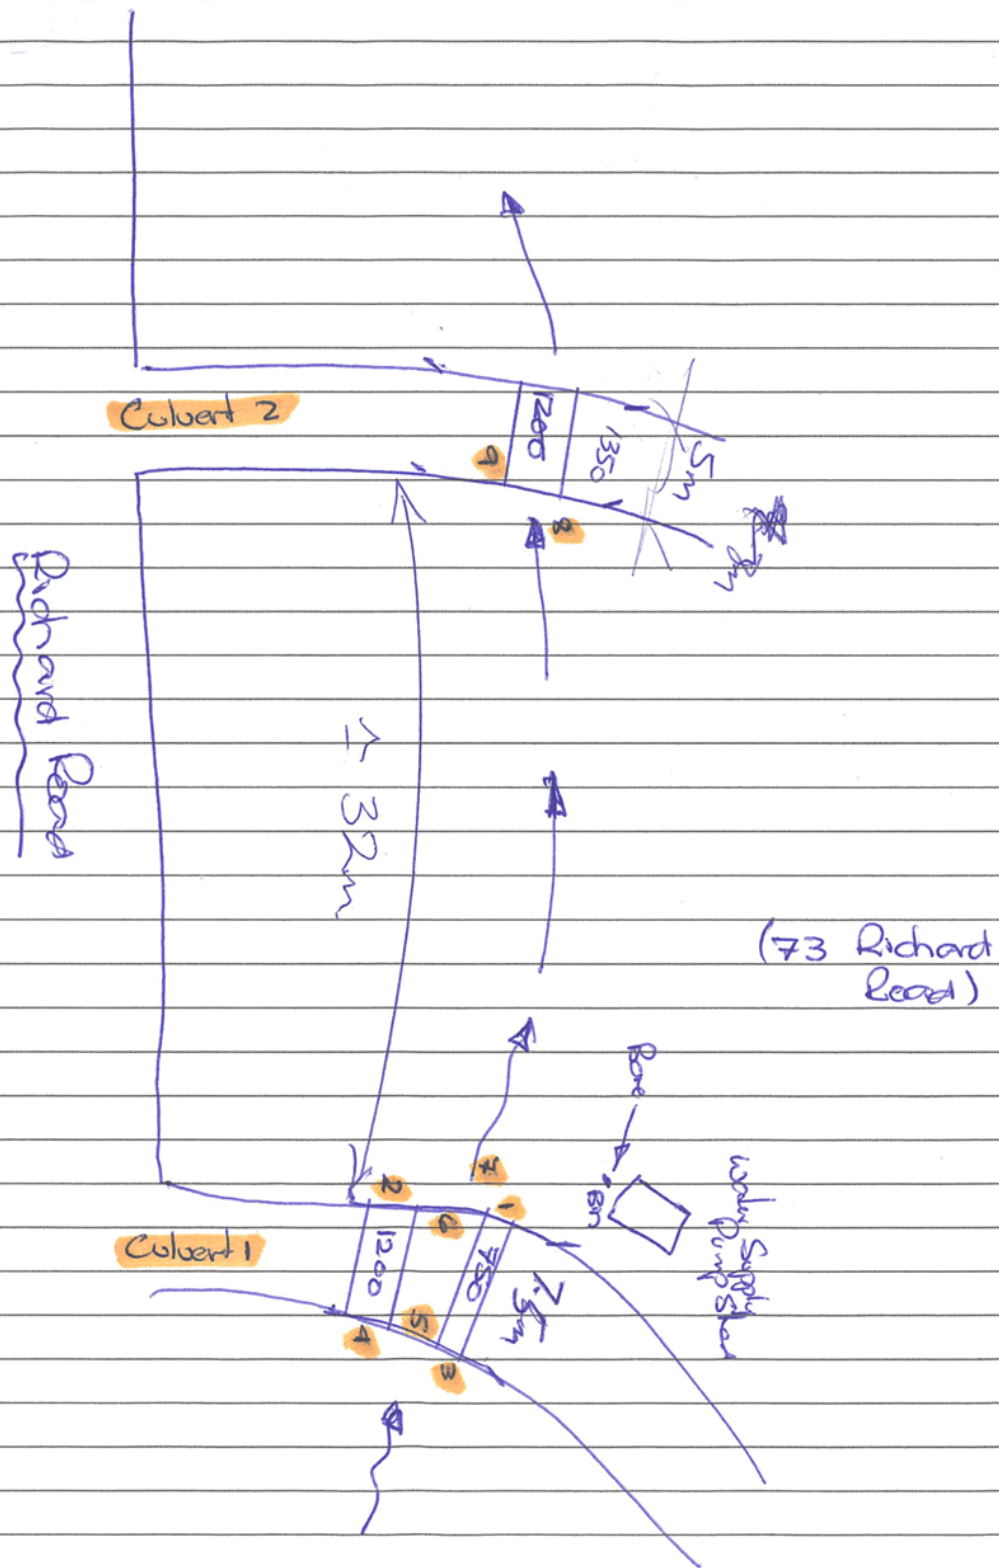 Culvert 2
1200
1350
5m
9
8
Richard Road
± 32m
(73 Richard
Road)
Bore
Water Supply
Pump Shed
7
2
1
6
Culvert 1
1200
750
7.5m
5
4
3